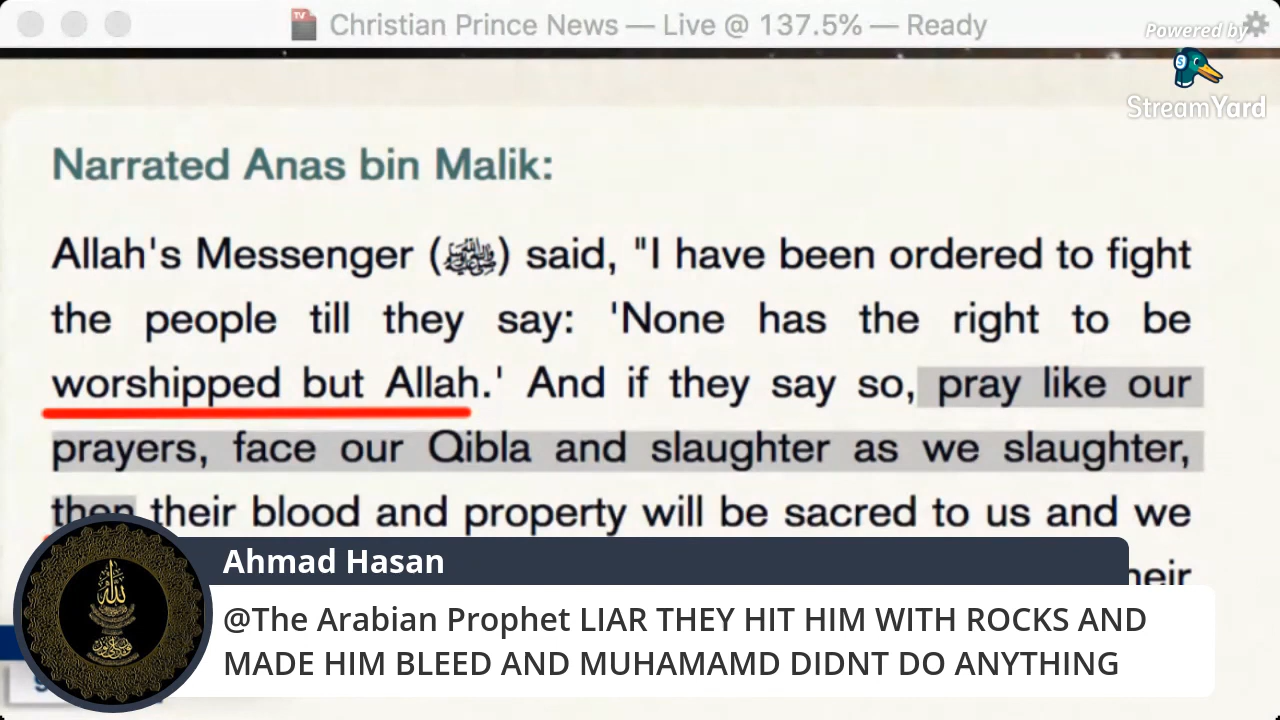 Christian Prince News — Live @ 137.5% — Ready
Powered by
StreamYard
Narrated Anas bin Malik:
Allah's Messenger (ﷺ) said, "I have been ordered to fight
the people till they say: 'None has the right to be
worshipped but Allah.' And if they say so, pray like our
prayers, face our Qibla and slaughter as we slaughter,
then their blood and property will be sacred to us and we
Ahmad Hasan
@The Arabian Prophet LIAR THEY HIT HIM WITH ROCKS AND
MADE HIM BLEED AND MUHAMAMD DIDNT DO ANYTHING